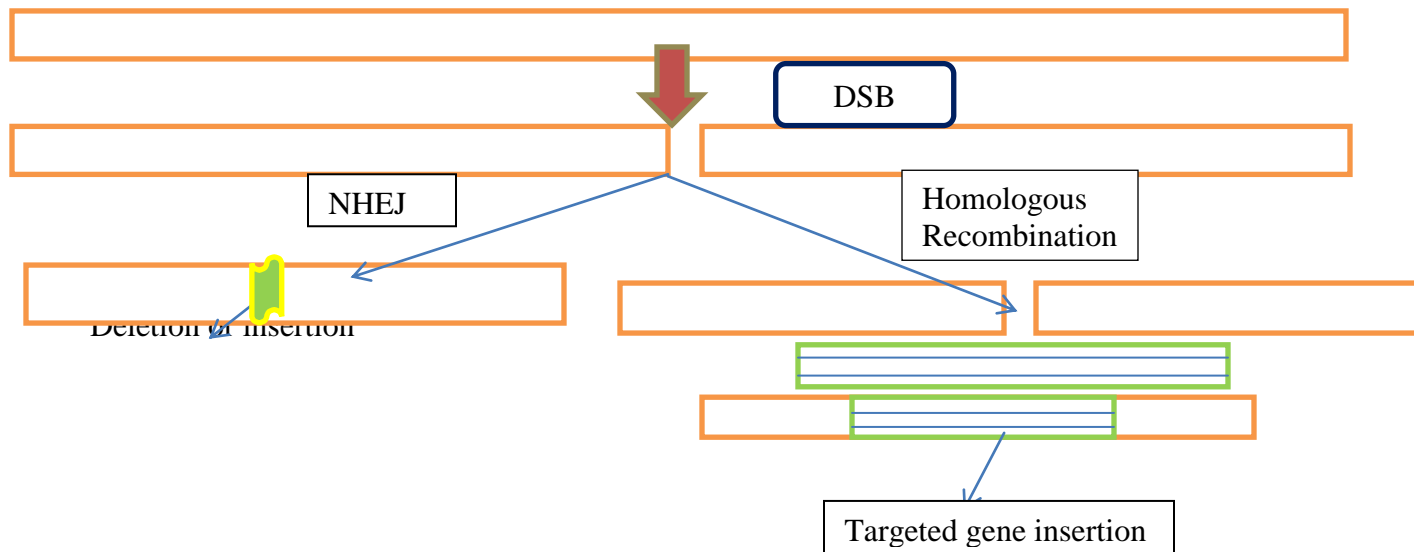 DSB
NHEJ
Homologous
Recombination
Deletion or insertion
Targeted gene insertion